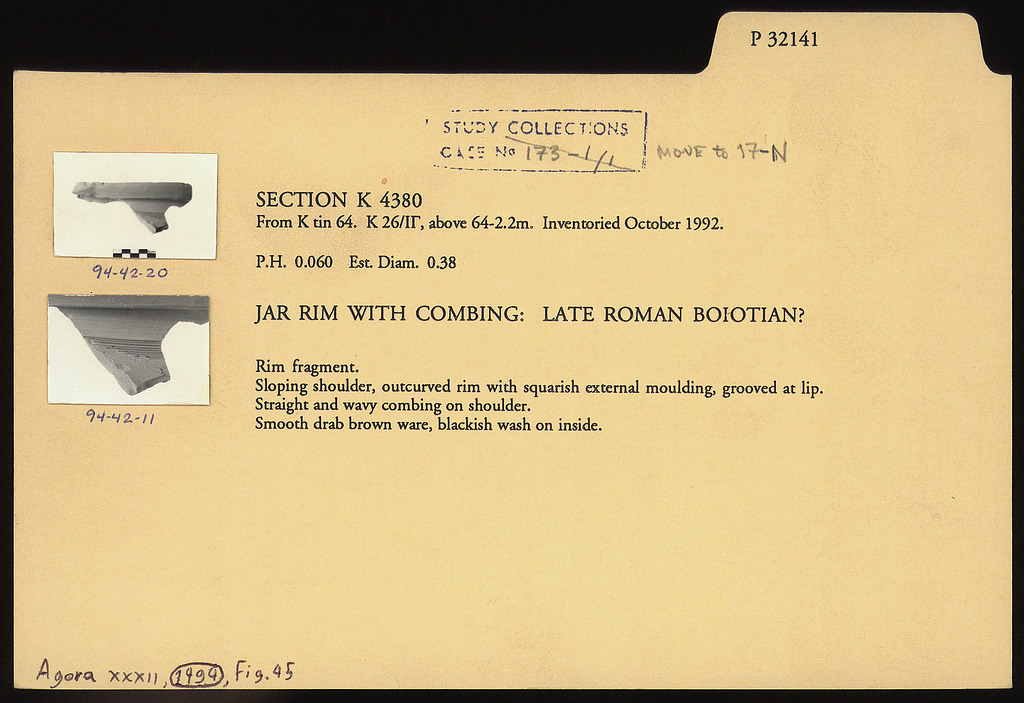 P 32141
STUDY COLLECTIONS
CASE No 173-1/1 MOVE to 17-N
SECTION K 4380
From K tin 64. K 26/ΙΓ, above 64-2.2m. Inventoried October 1992.
94-42-20
P.H. 0.060 Est. Diam. 0.38
JAR RIM WITH COMBING: LATE ROMAN BOIOTIAN?
Rim fragment.
Sloping shoulder, outcurved rim with squarish external moulding, grooved at lip.
Straight and wavy combing on shoulder.
Smooth drab brown ware, blackish wash on inside.
94-42-11
Agora XXXII, 1494, Fig.45